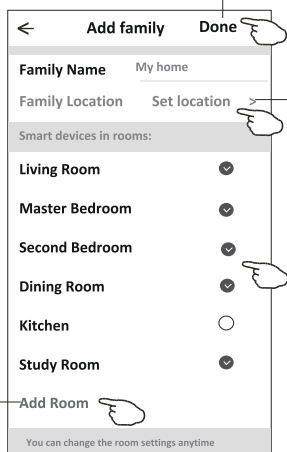 Add family Done
Family Name My home
Family Location Set location >
Smart devices in rooms:
Living Room
Master Bedroom
Second Bedroom
Dining Room
Kitchen
Study Room
Add Room
You can change the room settings anytime